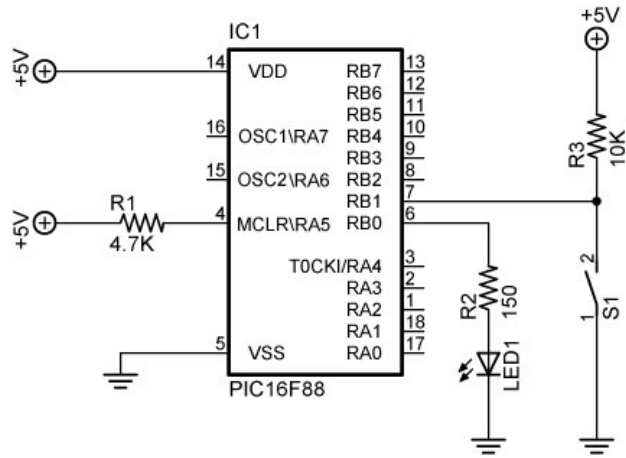 IC1
+5V
+5V
14
VDD
RB7
13
RB6
12
RB5
11
16
OSC1\RA7
RB4
10
RB3
9
15
OSC2\RA6
RB2
8
RB1
7
R1
4.7K
+5V
4
MCLR\RA5
RB0
6
T0CKI/RA4
3
RA3
2
RA2
1
RA1
18
5
VSS
RA0
17
PIC16F88
R3
10K
R2
150
LED1
2
1
S1